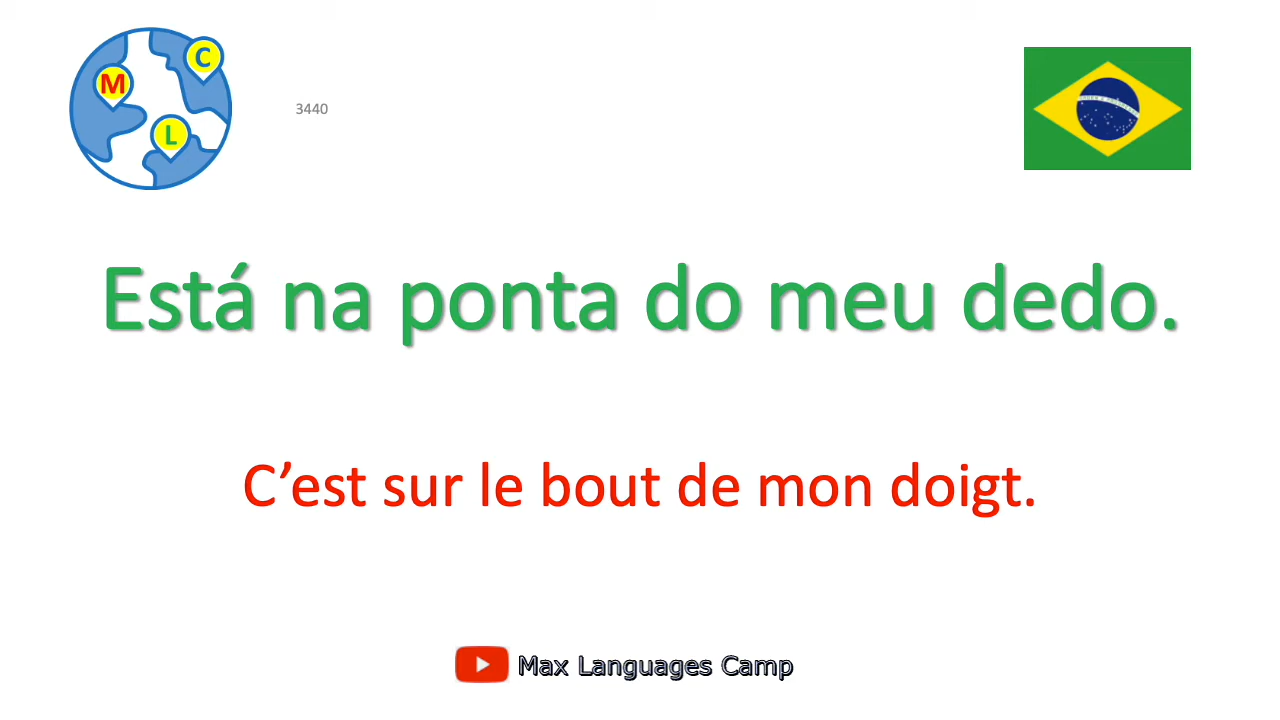 M
C
L
3440
Está na ponta do meu dedo.
C’est sur le bout de mon doigt.
Max Languages Camp